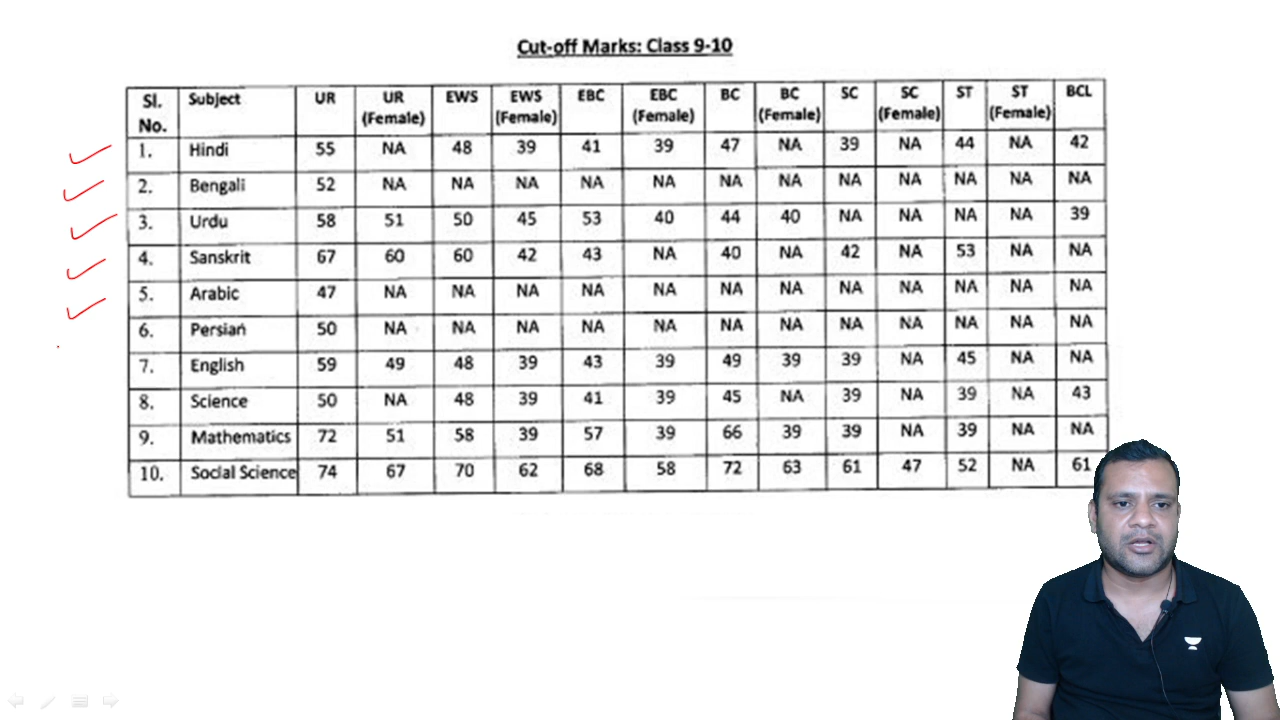 Cut-off Marks: Class 9-10
Sl. No. Subject UR UR (Female) EWS EWS (Female) EBC EBC (Female) BC BC (Female) SC SC (Female) ST ST (Female) BCL
1. Hindi 55 NA 48 39 41 39 47 NA 39 NA 44 NA 42
2. Bengali 52 NA NA NA NA NA NA NA NA NA NA NA NA
3. Urdu 58 51 50 45 53 40 44 40 NA NA NA NA 39
4. Sanskrit 67 60 60 42 43 NA 40 NA 42 NA 53 NA NA
5. Arabic 47 NA NA NA NA NA NA NA NA NA NA NA NA
6. Persian 50 NA NA NA NA NA NA NA NA NA NA NA NA
7. English 59 49 48 39 43 39 49 39 39 NA 45 NA NA
8. Science 50 NA 48 39 41 39 45 NA 39 NA 39 NA 43
9. Mathematics 72 51 58 39 57 39 66 39 39 NA 39 NA NA
10. Social Science 74 67 70 62 68 58 72 63 61 47 52 NA 61